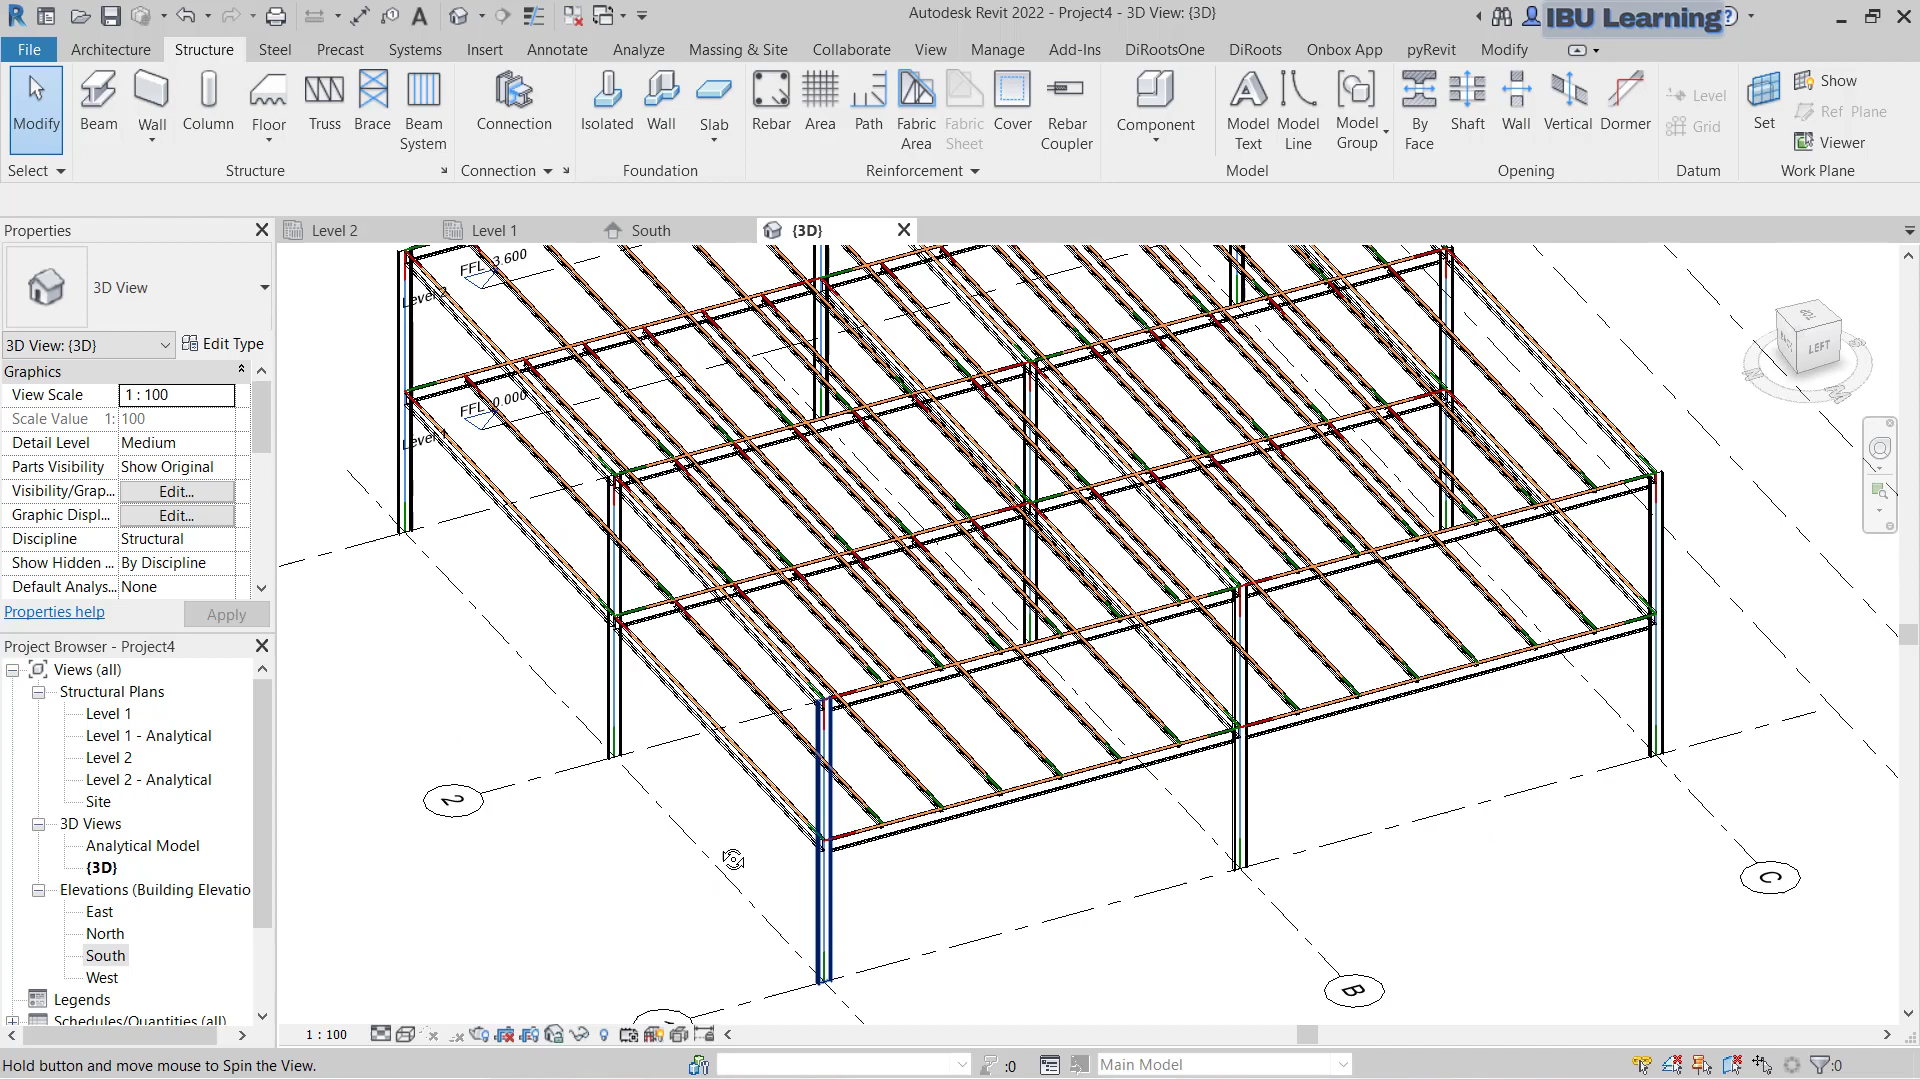 Autodesk Revit 2022 - Project4 - 3D View: {3D}
IBU Learning
File Architecture Structure Steel Precast Systems Insert Annotate Analyze Massing & Site Collaborate View Manage Add-Ins DiRootsOne DiRoots Onbox App pyRevit Modify
Modify Beam Wall Column Floor Truss Brace Beam System Connection Isolated Wall Slab Rebar Area Path Fabric Area Fabric Sheet Cover Rebar Coupler Component Model Text Model Line Model Group By Face Shaft Wall Vertical Dormer Level Grid Set Show Ref Plane Viewer
Select Structure Connection Foundation Reinforcement Model Opening Datum Work Plane
Properties
Level 2 Level 1 South {3D}
3D View
3D View: {3D} Edit Type
Graphics
View Scale 1 : 100
Scale Value 1: 100
Detail Level Medium
Parts Visibility Show Original
Visibility/Grap... Edit...
Graphic Displ... Edit...
Discipline Structural
Show Hidden ... By Discipline
Default Analys... None
Properties help Apply
Project Browser - Project4
Views (all)
Structural Plans
Level 1
Level 1 - Analytical
Level 2
Level 2 - Analytical
Site
3D Views
Analytical Model
{3D}
Elevations (Building Elevatio
East
North
South
West
Legends
Schedules/Quantities (all)
FFL 3.600
Level 2
FFL 0.000
Level 1
LEFT
2
B
C
1 : 100
Hold button and move mouse to Spin the View.
:0
Main Model
:0